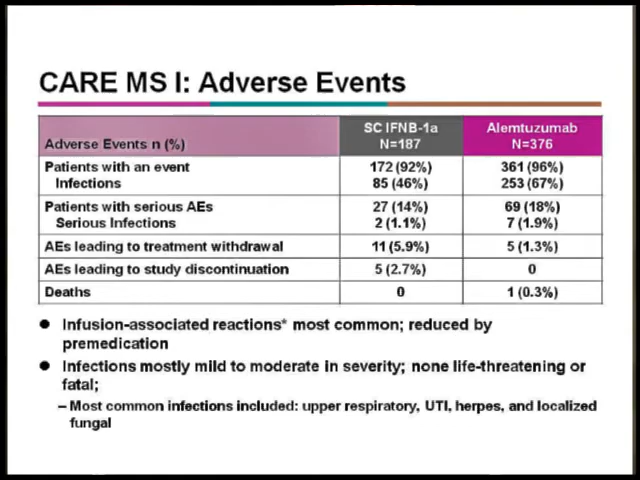 CARE MS I: Adverse Events
SC IFNB-1a Alemtuzumab
Adverse Events n (%) N=187 N=376
Patients with an event 172 (92%) 361 (96%)
Infections 85 (46%) 253 (67%)
Patients with serious AEs 27 (14%) 69 (18%)
Serious Infections 2 (1.1%) 7 (1.9%)
AEs leading to treatment withdrawal 11 (5.9%) 5 (1.3%)
AEs leading to study discontinuation 5 (2.7%) 0
Deaths 0 1 (0.3%)
● Infusion-associated reactions* most common; reduced by
premedication
● Infections mostly mild to moderate in severity; none life-threatening or
fatal;
– Most common infections included: upper respiratory, UTI, herpes, and localized
fungal